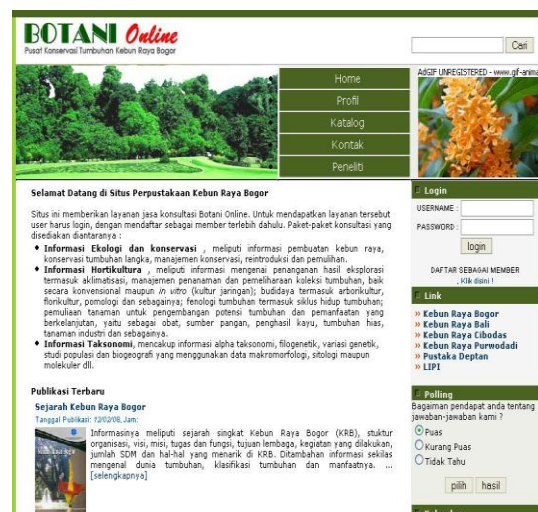 BOTANI Online
Pusat Konservasi Tumbuhan Kebun Raya Bogor
Cari
Home
Profil
Katalog
Kontak
Peneliti
AdGIF UNREGISTERED - www.gif-anima
Selamat Datang di Situs Perpustakaan Kebun Raya Bogor
Situs ini memberikan layanan jasa konsultasi Botani Online. Untuk mendapatkan layanan tersebut
user harus login, dengan mendaftar sebagai member terlebih dahulu. Paket-paket konsultasi yang
disediakan diantaranya :
♦ Informasi Ekologi dan konservasi , meliputi informasi pembuatan kebun raya,
konservasi tumbuhan langka, manajemen konservasi, reintroduksi dan pemulihan.
♦ Informasi Hortikultura , meliputi informasi mengenai penanganan hasil eksplorasi
termasuk aklimatisasi, manajemen penanaman dan pemeliharaan koleksi tumbuhan, baik
secara konvensional maupun in vitro (kultur jaringan); budidaya termasuk arborikultur,
florikultur, pomologi dan sebagainya; fenologi tumbuhan termasuk siklus hidup tumbuhan;
pemuliaan tanaman untuk pengembangan potensi tumbuhan dan pemanfaatan yang
berkelanjutan, yaitu sebagai obat, sumber pangan, penghasil kayu, tumbuhan hias,
tanaman industri dan sebagainya.
♦ Informasi Taksonomi, mencakup informasi alpha taksonomi, filogenetik, variasi genetik,
studi populasi dan biogeografi yang menggunakan data makromorfologi, sitologi maupun
molekuler dll.
Publikasi Terbaru
Sejarah Kebun Raya Bogor
Tanggal Publikasi: 12/02/08, Jam:
Informasinya meliputi sejarah singkat Kebun Raya Bogor (KRB), stuktur
organisasi, visi, misi, tugas dan fungsi, tujuan lembaga, kegiatan yang dilakukan,
jumlah SDM dan hal-hal yang menarik di KRB. Ditambahan informasi sekilas
mengenal dunia tumbuhan, klasifikasi tumbuhan dan manfaatnya. ...
[selengkapnya]
Login
USERNAME :
PASSWORD :
login
DAFTAR SEBAGAI MEMBER
, Klik disini !
Link
» Kebun Raya Bogor
» Kebun Raya Bali
» Kebun Raya Cibodas
» Kebun Raya Purwodadi
» Pustaka Deptan
» LIPI
Polling
Bagaiman pendapat anda tentang
jawaban-jawaban kami ?
Puas
Kurang Puas
Tidak Tahu
pilih hasil